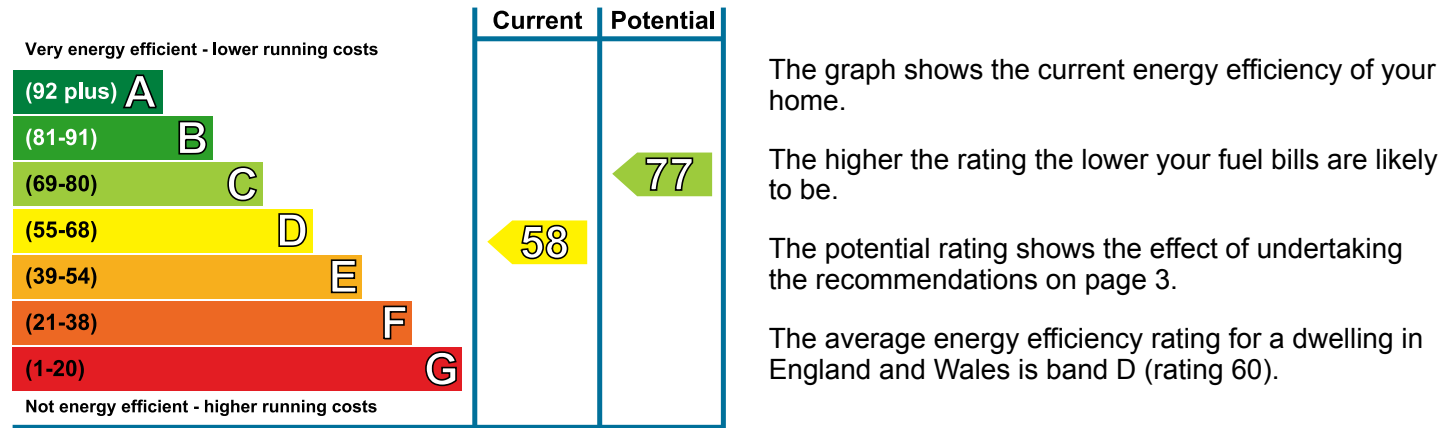 Current Potential
Very energy efficient - lower running costs
(92 plus) A
(81-91) B
(69-80) C
77
(55-68) D
58
(39-54) E
(21-38) F
(1-20) G
Not energy efficient - higher running costs
The graph shows the current energy efficiency of your
home.
The higher the rating the lower your fuel bills are likely
to be.
The potential rating shows the effect of undertaking
the recommendations on page 3.
The average energy efficiency rating for a dwelling in
England and Wales is band D (rating 60).